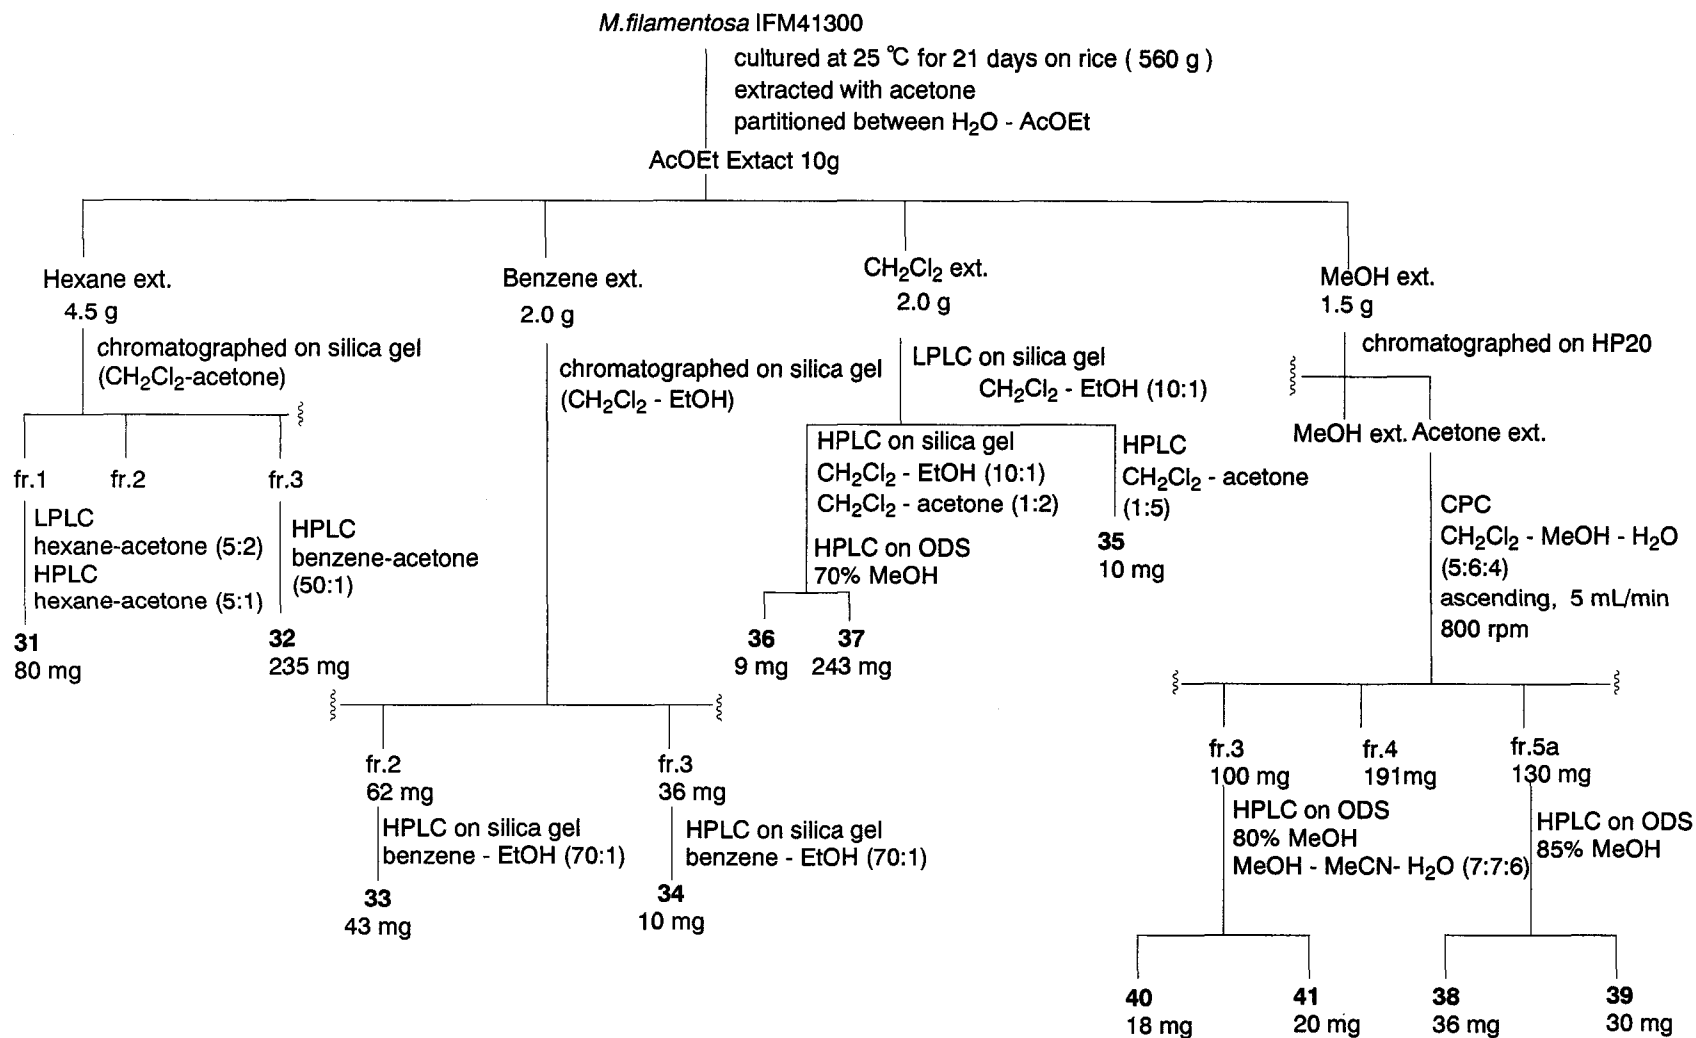 M.filamentosa IFM41300
cultured at 25 ℃ for 21 days on rice ( 560 g )
extracted with acetone
partitioned between H₂O - AcOEt
AcOEt Extact 10g
Hexane ext.
4.5 g
chromatographed on silica gel
(CH₂Cl₂-acetone)
fr.1
fr.2
fr.3
LPLC
hexane-acetone (5:2)
HPLC
hexane-acetone (5:1)
31
80 mg
HPLC
benzene-acetone
(50:1)
32
235 mg
Benzene ext.
2.0 g
chromatographed on silica gel
(CH₂Cl₂ - EtOH)
fr.2
62 mg
HPLC on silica gel
benzene - EtOH (70:1)
33
43 mg
fr.3
36 mg
HPLC on silica gel
benzene - EtOH (70:1)
34
10 mg
CH₂Cl₂ ext.
2.0 g
LPLC on silica gel
CH₂Cl₂ - EtOH (10:1)
HPLC on silica gel
CH₂Cl₂ - EtOH (10:1)
CH₂Cl₂ - acetone (1:2)
HPLC on ODS
70% MeOH
36
9 mg
37
243 mg
HPLC
CH₂Cl₂ - acetone
(1:5)
35
10 mg
MeOH ext.
1.5 g
chromatographed on HP20
MeOH ext.
Acetone ext.
CPC
CH₂Cl₂ - MeOH - H₂O
(5:6:4)
ascending, 5 mL/min
800 rpm
fr.3
100 mg
fr.4
191mg
fr.5a
130 mg
HPLC on ODS
80% MeOH
MeOH - MeCN- H₂O (7:7:6)
HPLC on ODS
85% MeOH
40
18 mg
41
20 mg
38
36 mg
39
30 mg